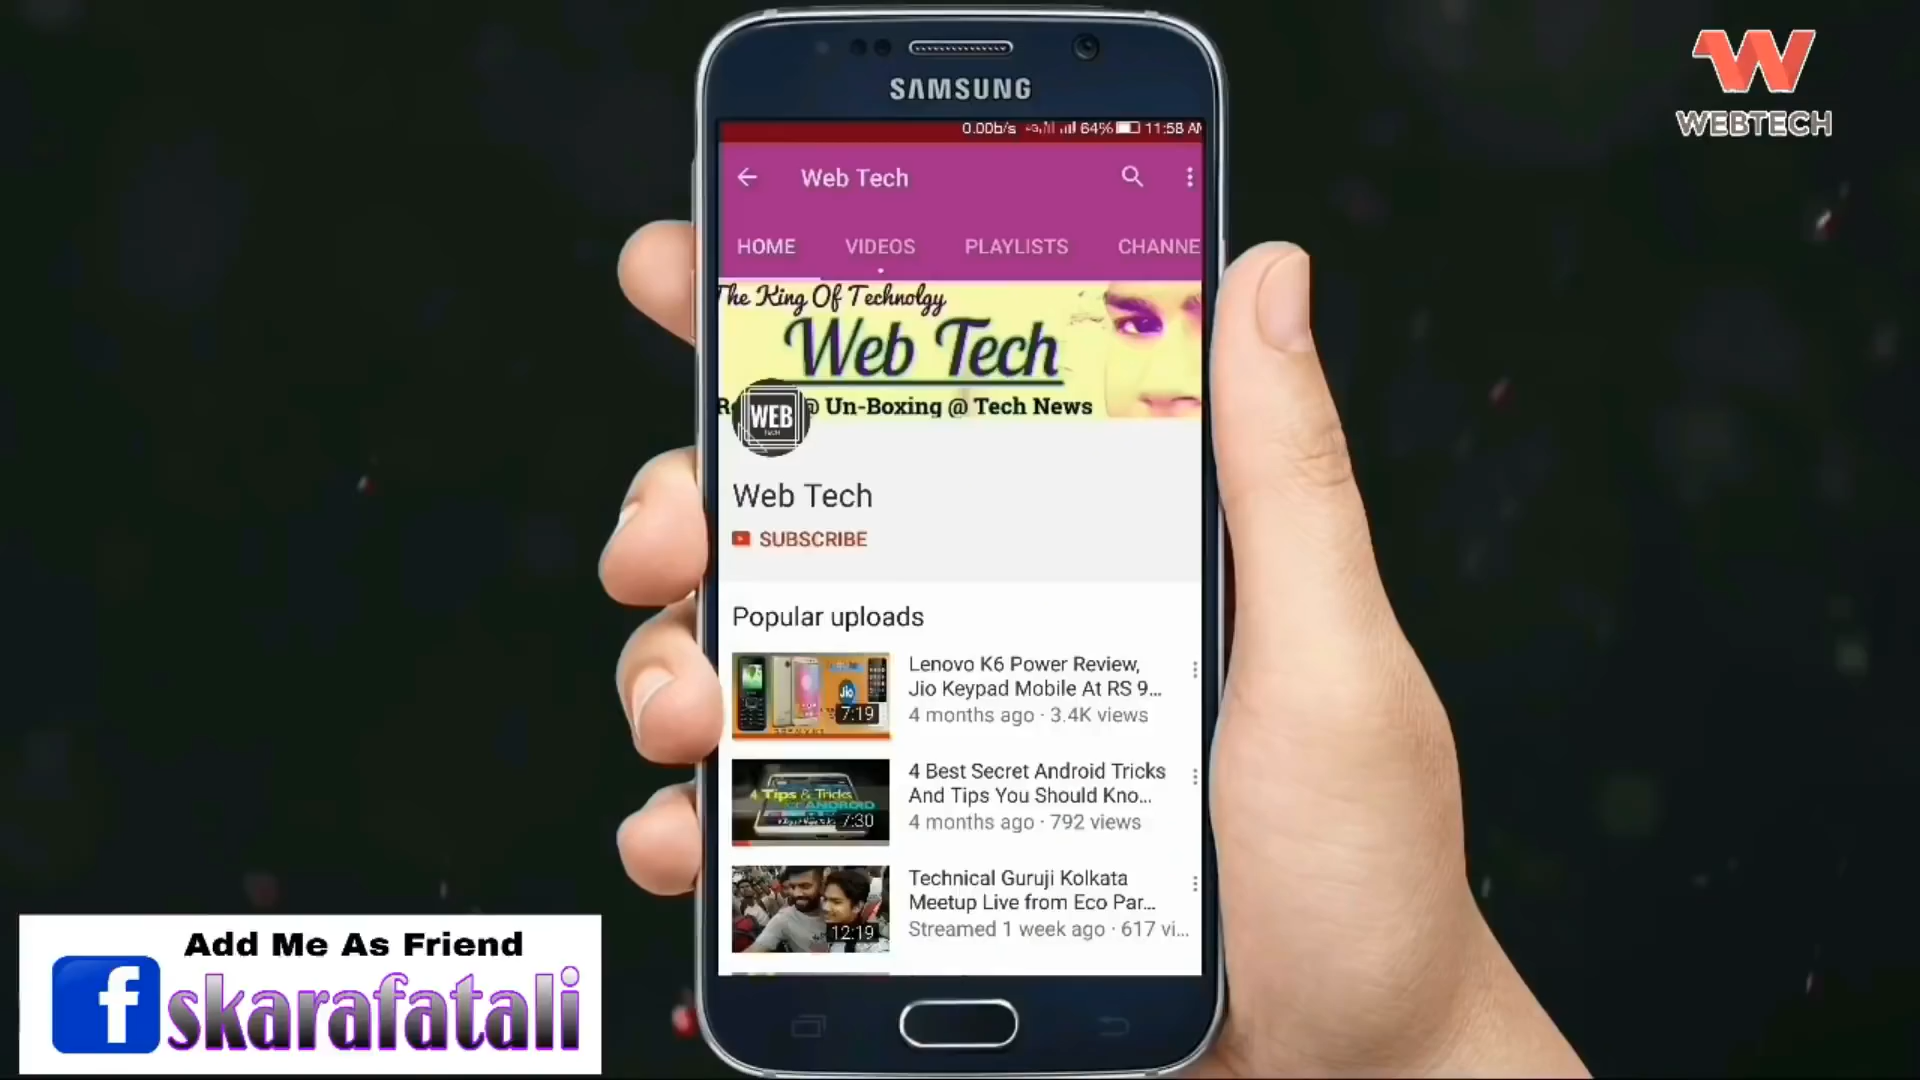 SAMSUNG
WEBTECH
0.00b/s 64% 11:58 AM
Web Tech
HOME VIDEOS PLAYLISTS CHANNE
The King Of Technolgy
Web Tech
Un-Boxing @ Tech News
WEB
TECH
Web Tech
SUBSCRIBE
Popular uploads
Lenovo K6 Power Review,
Jio Keypad Mobile At RS 9...
4 months ago · 3.4K views
Jio
7:19
4 Best Secret Android Tricks
And Tips You Should Kno...
4 months ago · 792 views
4 Tips & Tricks
ANDROID
7:30
Technical Guruji Kolkata
Meetup Live from Eco Par...
Streamed 1 week ago · 617 vi...
12:19
Add Me As Friend
f skarafatali